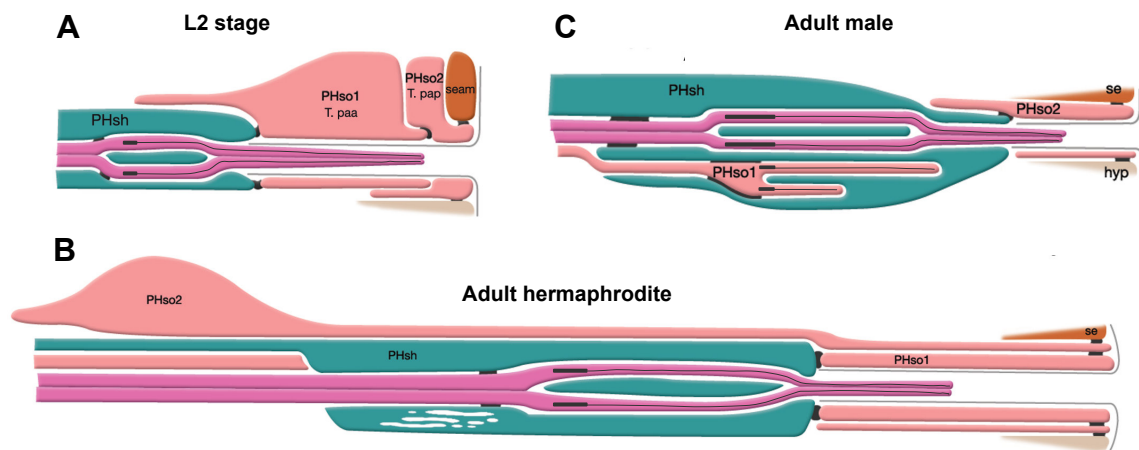 A
L2 stage
PHso1
T. paa
PHso2
T. pap
seam
PHsh
C
Adult male
PHsh
se
PHso2
PHso1
hyp
B
Adult hermaphrodite
PHso2
PHsh
se
PHso1